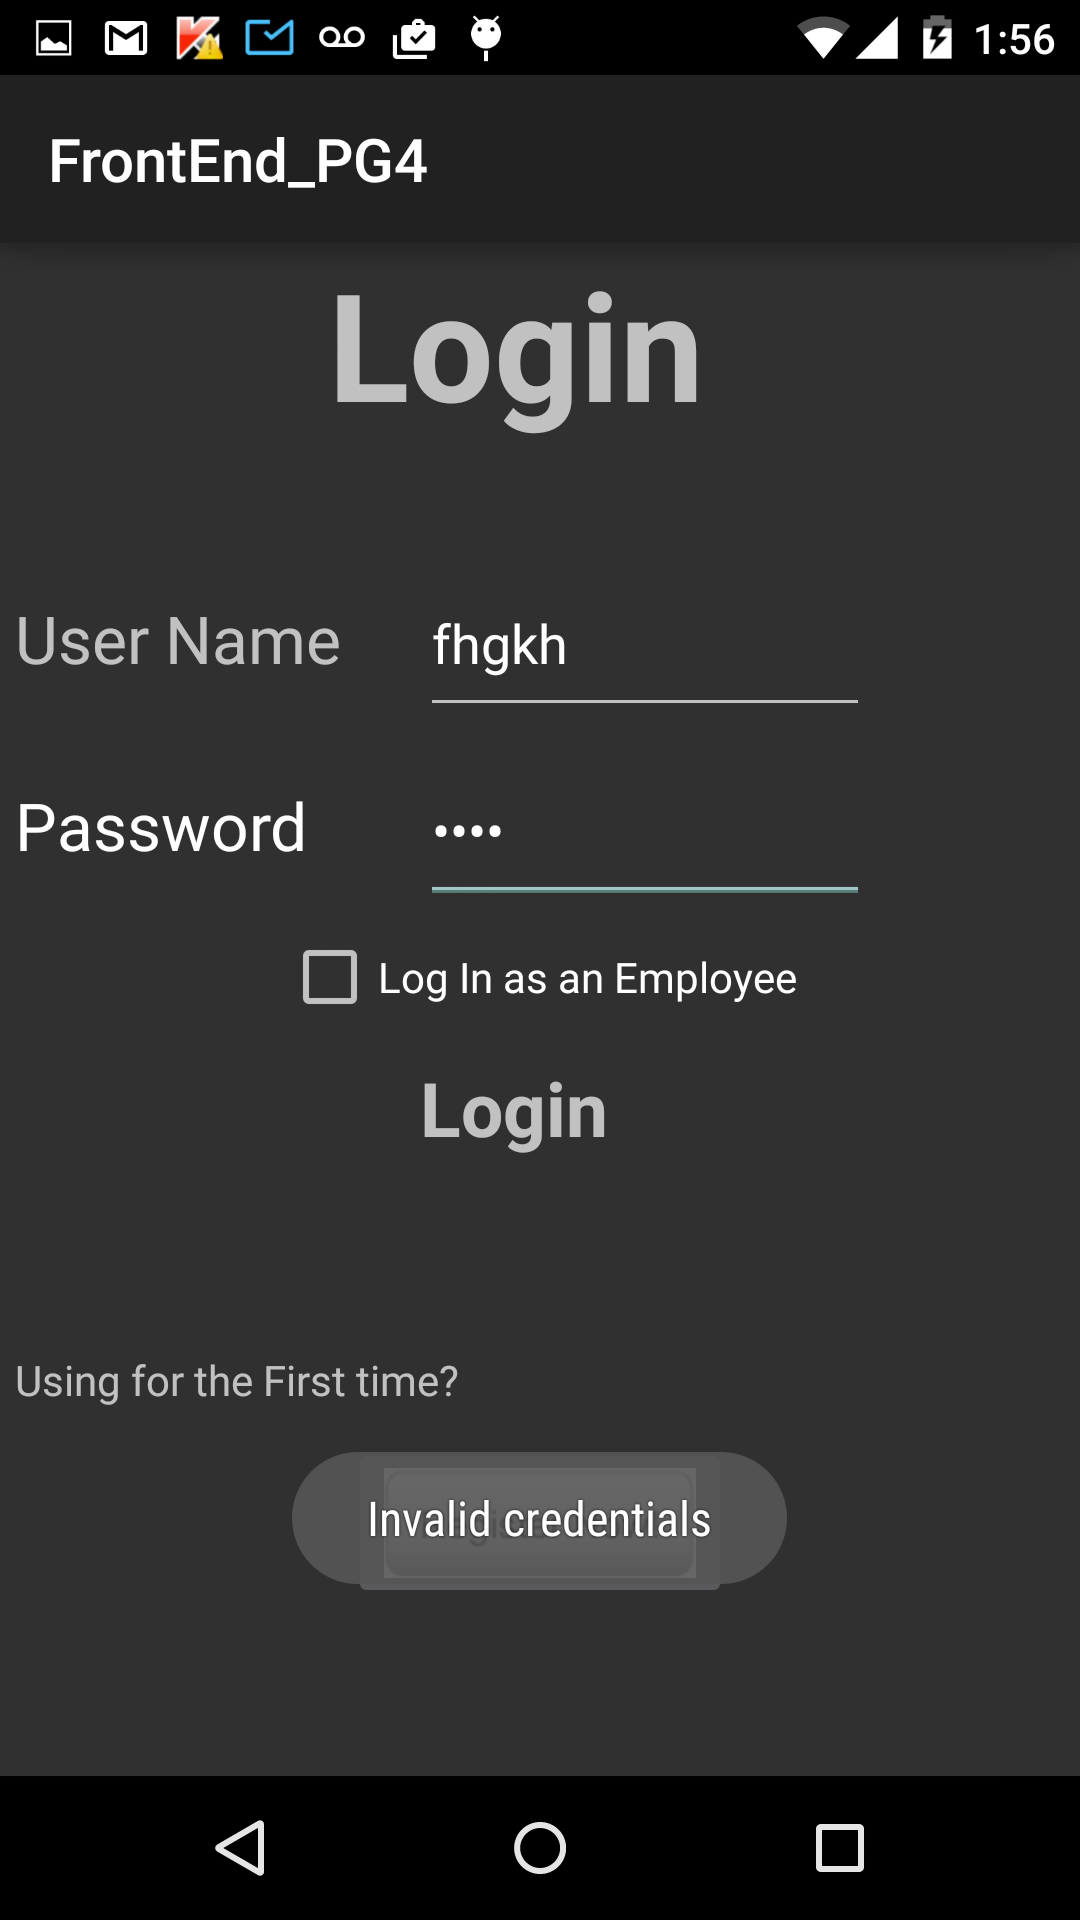 1:56
FrontEnd_PG4
Login
User Name fhgkh
Password ••••
Log In as an Employee
Login
Using for the First time?
Invalid credentials